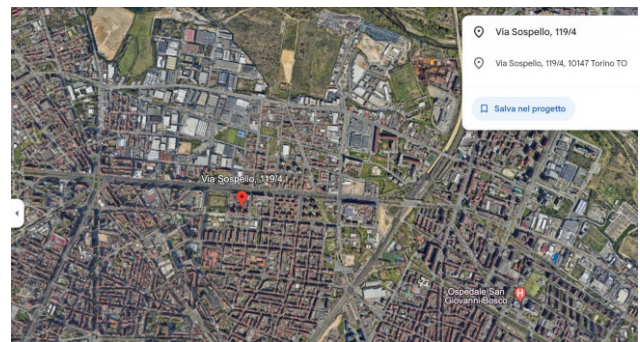 Via Sospello, 119/4
Via Sospello, 119/4, 10147 Torino TO
Salva nel progetto
Via Sospello, 119/4
Ospedale San
Giovanni Bosco
H